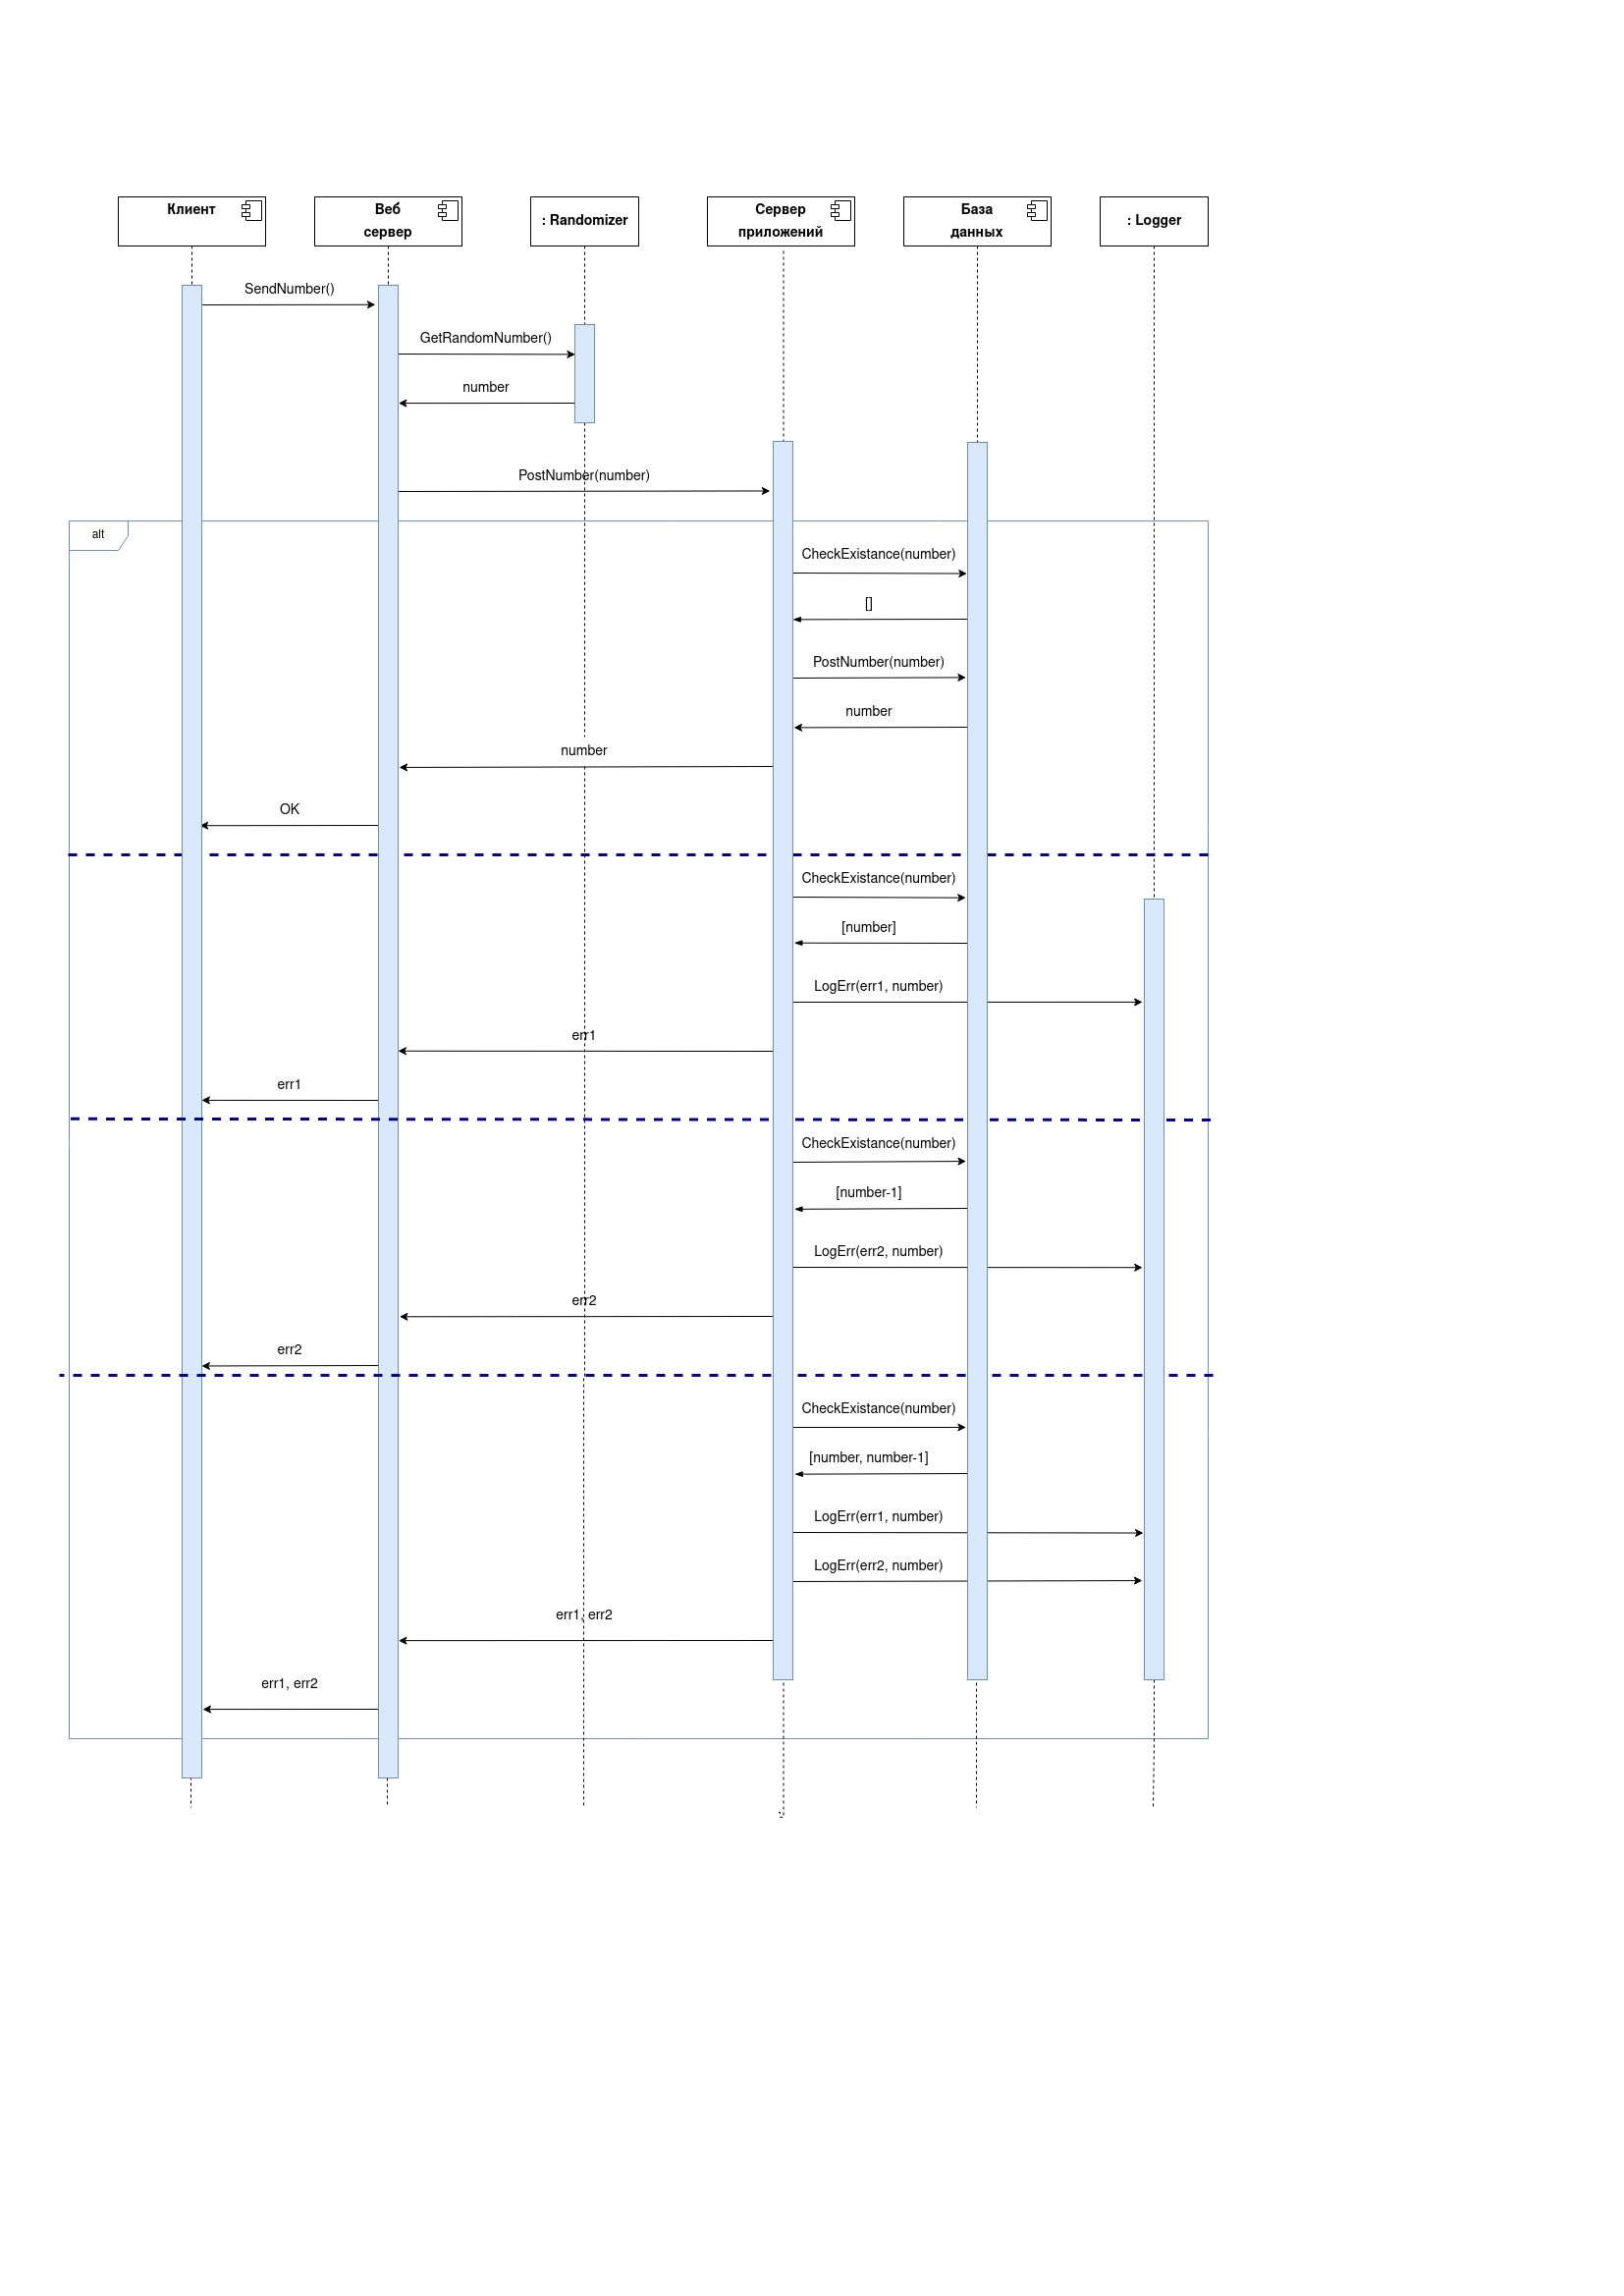 Клиент
Веб
сервер
: Randomizer
Сервер
приложений
База
данных
: Logger
SendNumber()
GetRandomNumber()
number
PostNumber(number)
alt
CheckExistance(number)
[]
PostNumber(number)
number
number
OK
CheckExistance(number)
[number]
LogErr(err1, number)
err1
err1
CheckExistance(number)
[number-1]
LogErr(err2, number)
err2
err2
CheckExistance(number)
[number, number-1]
LogErr(err1, number)
LogErr(err2, number)
err1, err2
err1, err2